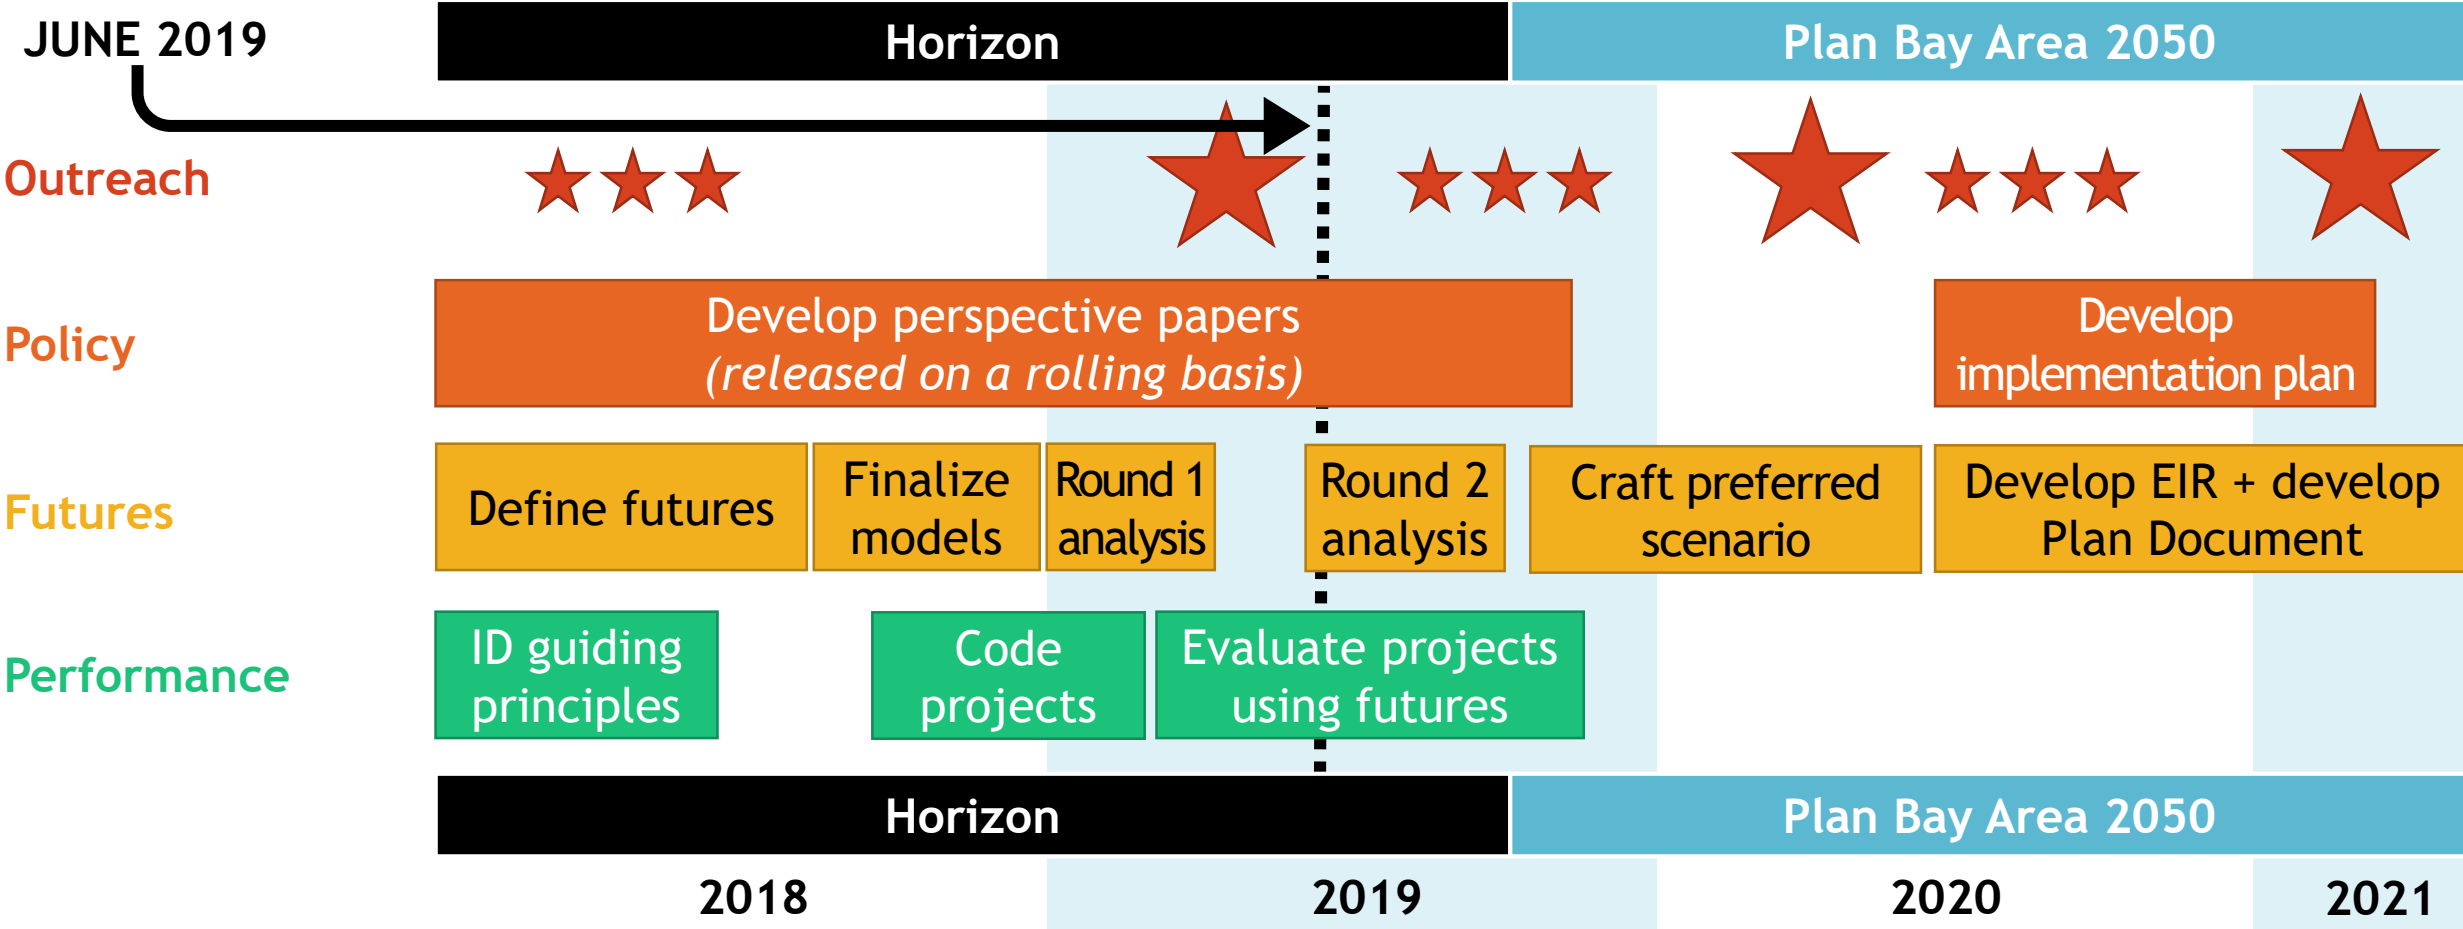 JUNE 2019
Horizon
Plan Bay Area 2050
Outreach
Policy
Develop perspective papers
(released on a rolling basis)
Develop
implementation plan
Futures
Define futures
Finalize
models
Round 1
analysis
Round 2
analysis
Craft preferred
scenario
Develop EIR + develop
Plan Document
Performance
ID guiding
principles
Code
projects
Evaluate projects
using futures
Horizon
Plan Bay Area 2050
2018
2019
2020
2021